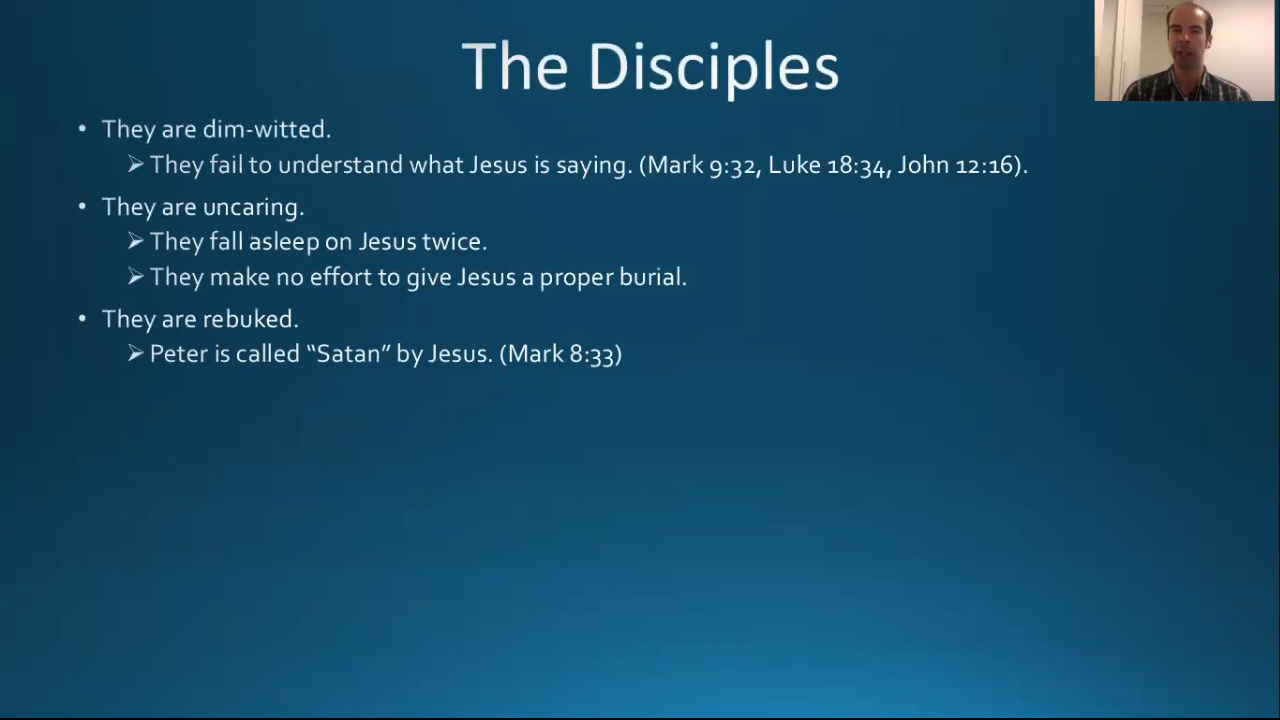 The Disciples
• They are dim-witted.
➢ They fail to understand what Jesus is saying. (Mark 9:32, Luke 18:34, John 12:16).
• They are uncaring.
➢ They fall asleep on Jesus twice.
➢ They make no effort to give Jesus a proper burial.
• They are rebuked.
➢ Peter is called “Satan” by Jesus. (Mark 8:33)